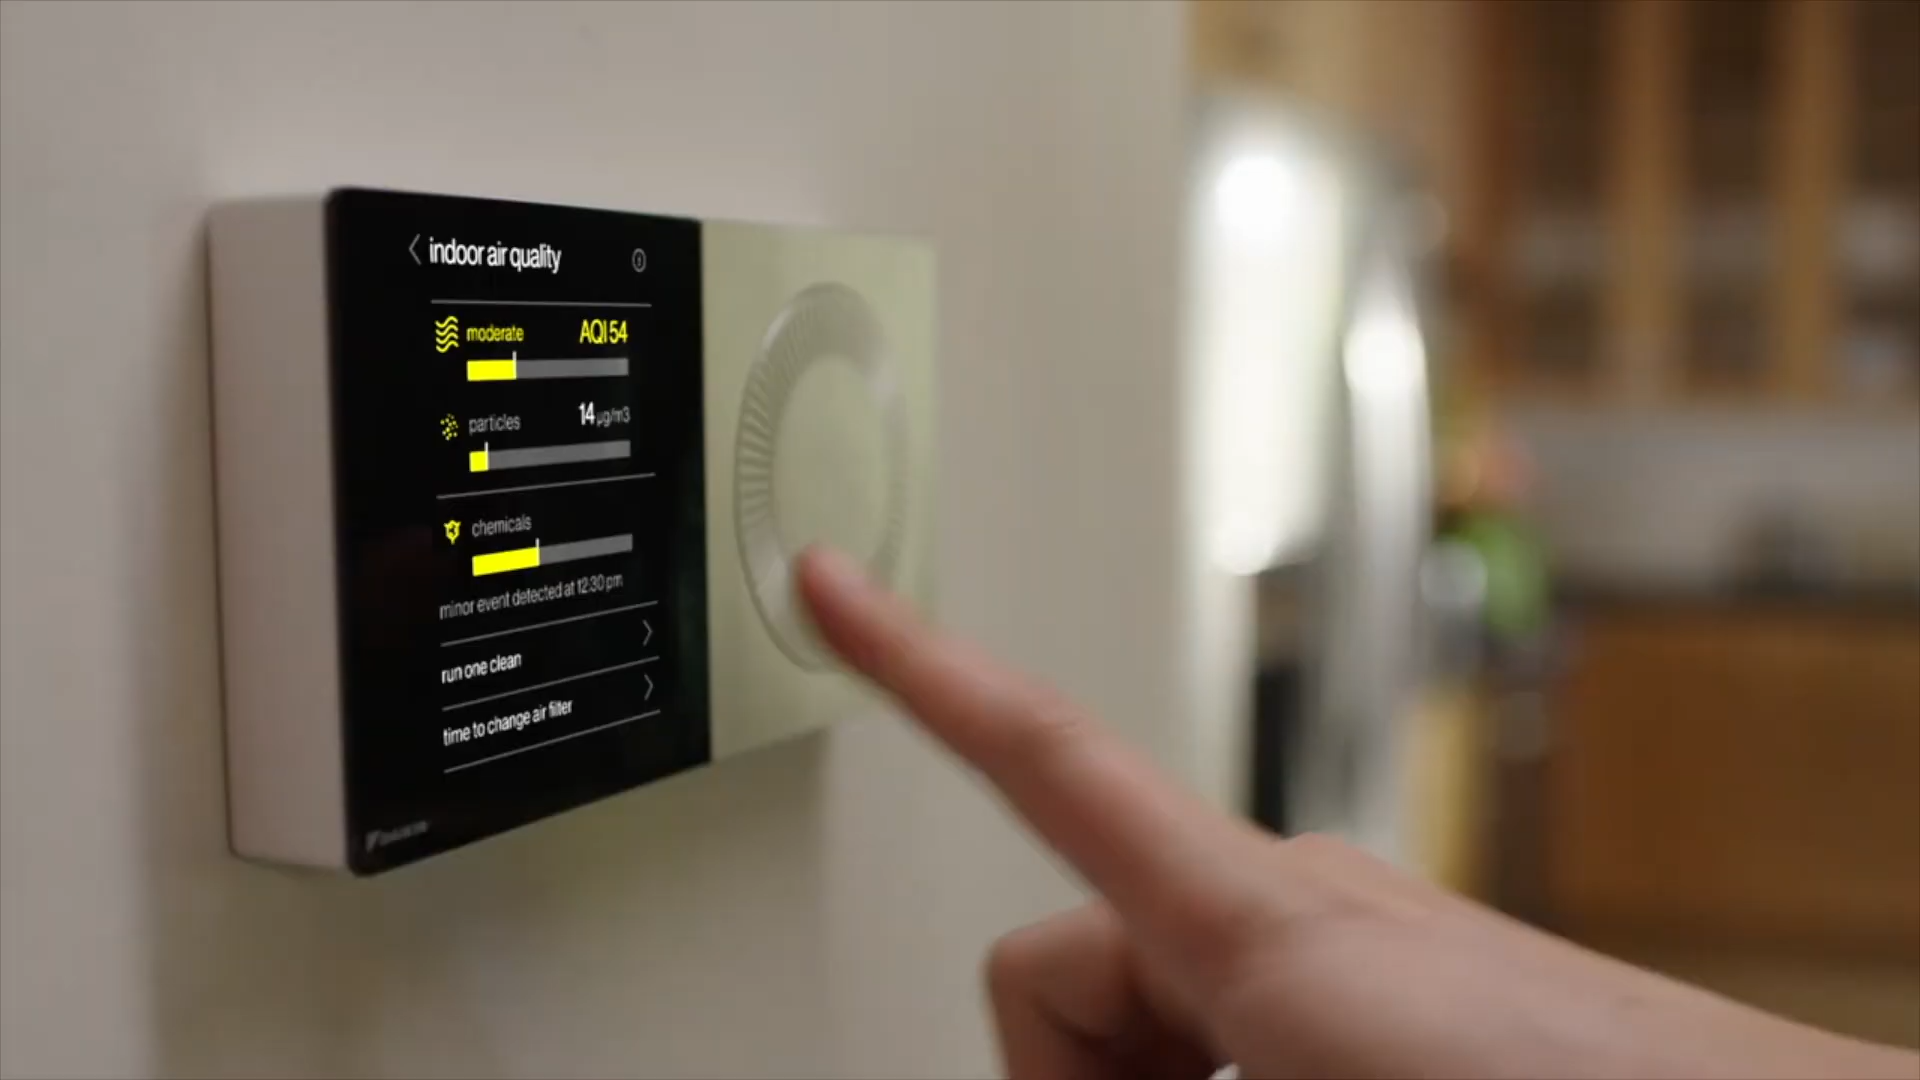 indoor air quality
moderate AQI 54
particles 14 µg/m3
chemicals
minor event detected at 12:30 pm
run one clean
time to change air filter
DAIKIN